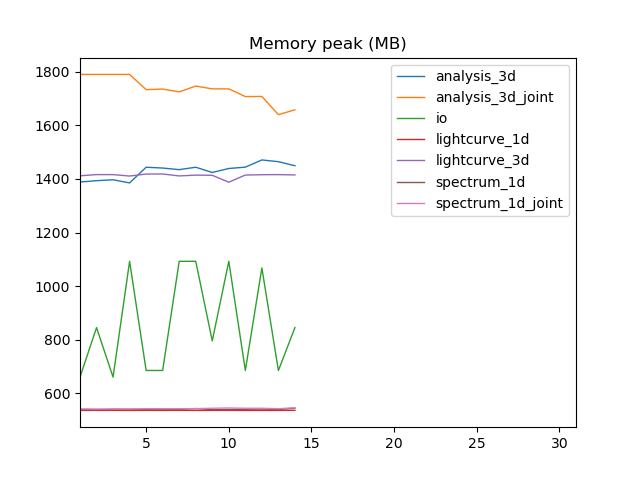 Memory peak (MB)
1800
1600
1400
1200
1000
800
600
5
10
15
20
25
30
analysis_3d
analysis_3d_joint
io
lightcurve_1d
lightcurve_3d
spectrum_1d
spectrum_1d_joint